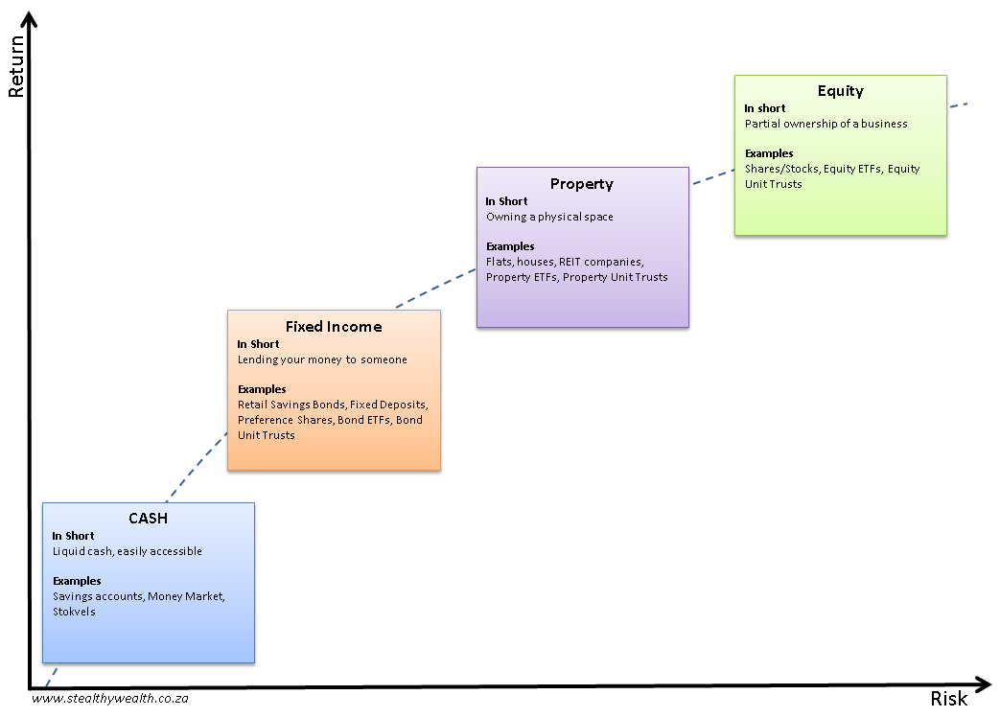 Return
Equity
In short
Partial ownership of a business
Examples
Shares/Stocks, Equity ETFs, Equity
Unit Trusts
Property
In Short
Owning a physical space
Examples
Flats, houses, REIT companies,
Property ETFs, Property Unit Trusts
Fixed Income
In Short
Lending your money to someone
Examples
Retail Savings Bonds, Fixed Deposits,
Preference Shares, Bond ETFs, Bond
Unit Trusts
CASH
In Short
Liquid cash, easily accessible
Examples
Savings accounts, Money Market,
Stokvels
www.stealthywealth.co.za
Risk